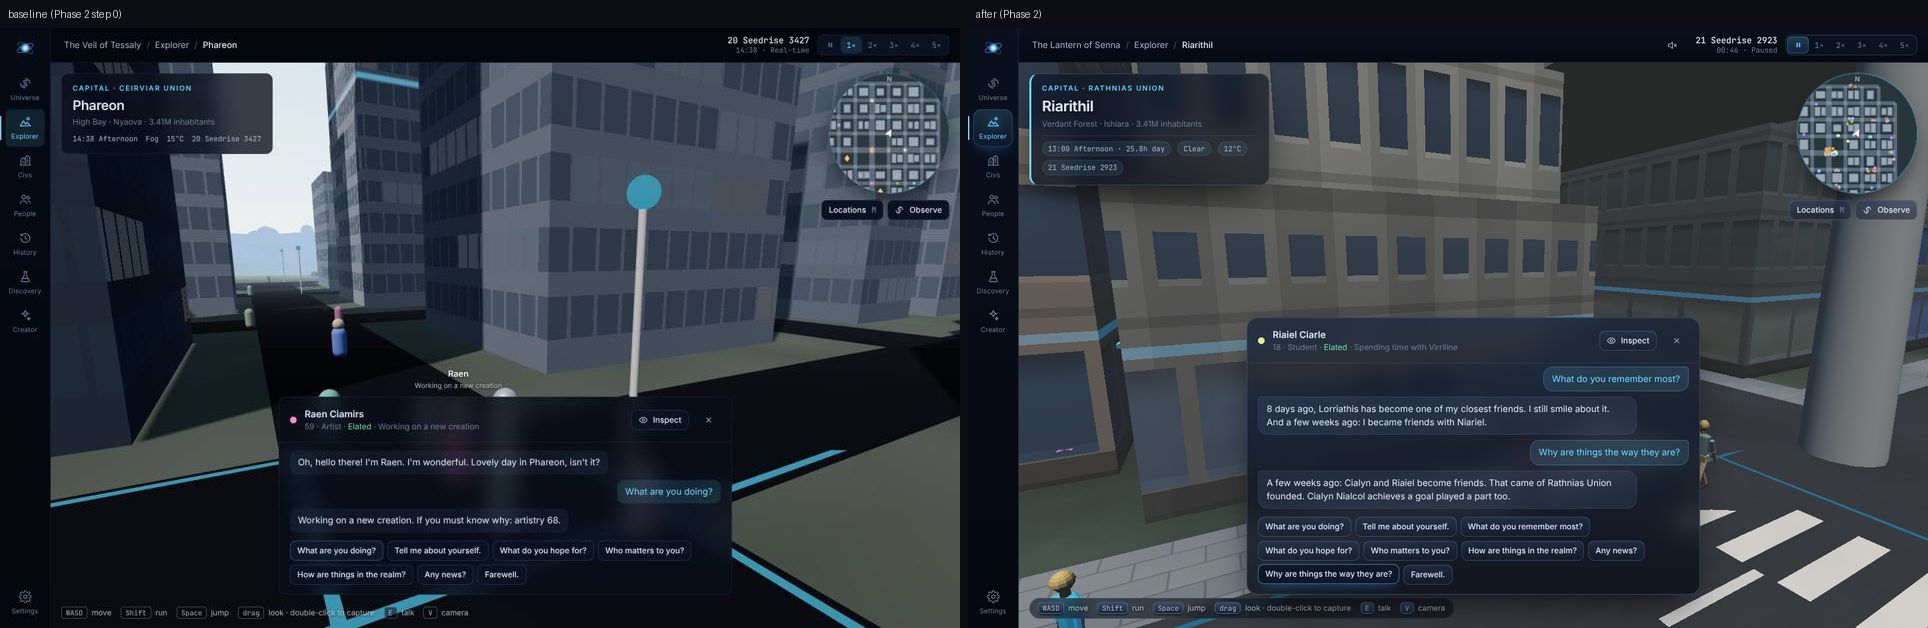 baseline (Phase 2 step 0)
The Veil of Tessaly / Explorer / Phareon
20 Seedrise 3427
14:38 · Real-time
1× 2× 3× 4× 5×
Universe
Explorer
Civs
People
History
Discovery
Creator
Settings
CAPITAL · CEIRVIAR UNION
Phareon
High Bay · Nyaova · 3.41M inhabitants
14:38 Afternoon Fog 15°C 20 Seedrise 3427
N
Locations M
Observe
Raen
Working on a new creation
Raen Ciamirs
59 · Artist · Elated · Working on a new creation
Inspect
×
Oh, hello there! I'm Raen. I'm wonderful. Lovely day in Phareon, isn't it?
What are you doing?
Working on a new creation. If you must know why: artistry 68.
What are you doing? Tell me about yourself. What do you hope for? Who matters to you?
How are things in the realm? Any news? Farewell.
WASD move Shift run Space jump drag look · double-click to capture E talk V camera
after (Phase 2)
The Lantern of Senna / Explorer / Riarithil
21 Seedrise 2923
00:46 · Paused
1× 2× 3× 4× 5×
Universe
Explorer
Civs
People
History
Discovery
Creator
Settings
CAPITAL · RATHNIAS UNION
Riarithil
Verdant Forest · Ishiara · 3.41M inhabitants
13:00 Afternoon · 25.8h day Clear 12°C
21 Seedrise 2923
N
Locations M
Observe
Riaiel Ciarle
18 · Student · Elated · Spending time with Virriline
Inspect
×
What do you remember most?
8 days ago, Lorriathis has become one of my closest friends. I still smile about it.
And a few weeks ago: I became friends with Niariel.
Why are things the way they are?
A few weeks ago: Cialyn and Riaiel become friends. That came of Rathnias Union
founded. Cialyn Nialcol achieves a goal played a part too.
What are you doing? Tell me about yourself. What do you remember most?
What do you hope for? Who matters to you? How are things in the realm? Any news?
Why are things the way they are? Farewell.
WASD move Shift run Space jump drag look · double-click to capture E talk V camera